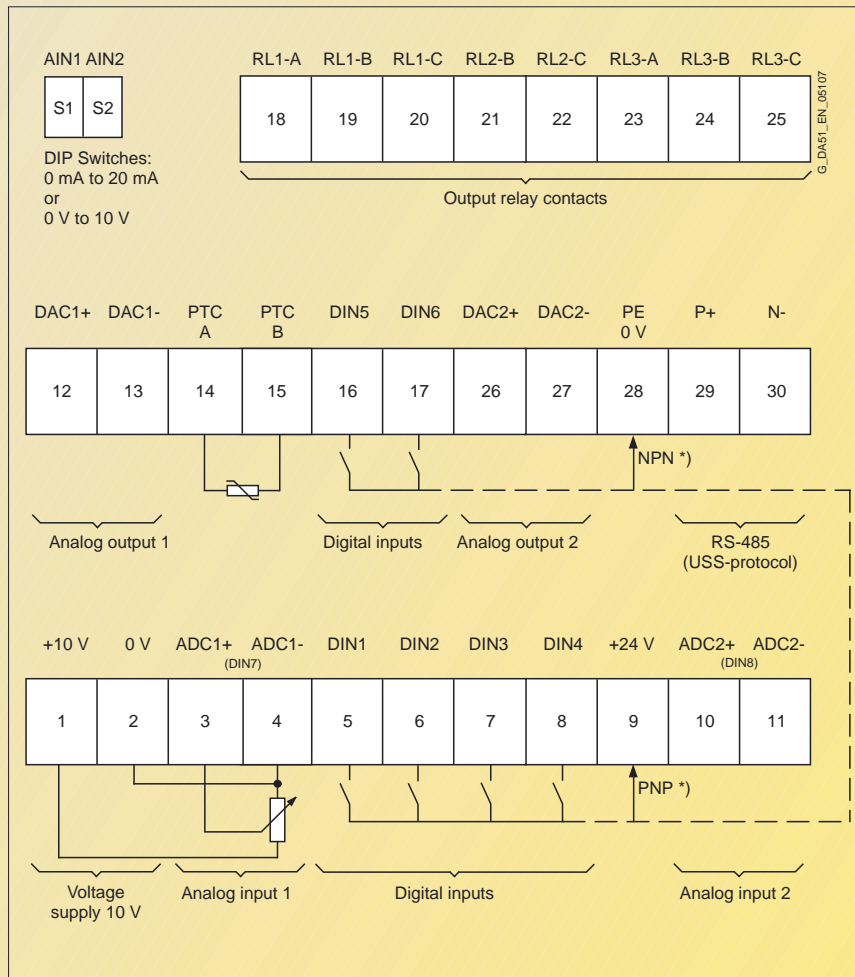 AIN1 AIN2
S1 S2
DIP Switches:
0 mA to 20 mA
or
0 V to 10 V
RL1-A RL1-B RL1-C RL2-B RL2-C RL3-A RL3-B RL3-C
18 19 20 21 22 23 24 25
Output relay contacts
G_DA51_EN_05107
DAC1+ DAC1- PTC A PTC B DIN5 DIN6 DAC2+ DAC2- PE 0 V P+ N-
12 13 14 15 16 17 26 27 28 29 30
NPN *)
Analog output 1
Digital inputs
Analog output 2
RS-485
(USS-protocol)
+10 V 0 V ADC1+ ADC1- DIN1 DIN2 DIN3 DIN4 +24 V ADC2+ ADC2-
(DIN7) (DIN8)
1 2 3 4 5 6 7 8 9 10 11
PNP *)
Voltage
supply 10 V
Analog input 1
Digital inputs
Analog input 2